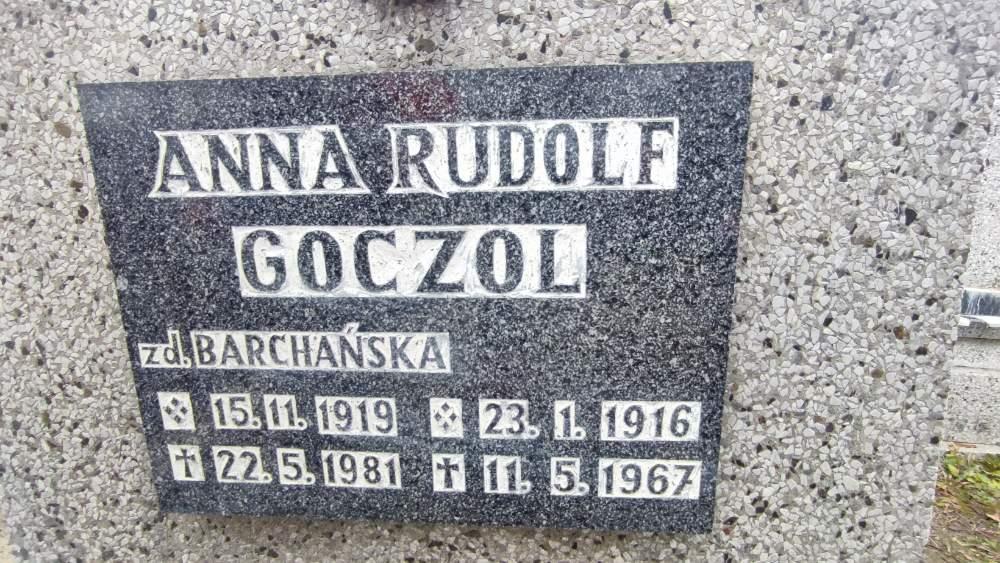 ANNA RUDOLF
GOCZOL
zd. BARCHAŃSKA
15. 11. 1919 23. 1. 1916
✝ 22. 5. 1981 ✝ 11. 5. 1967